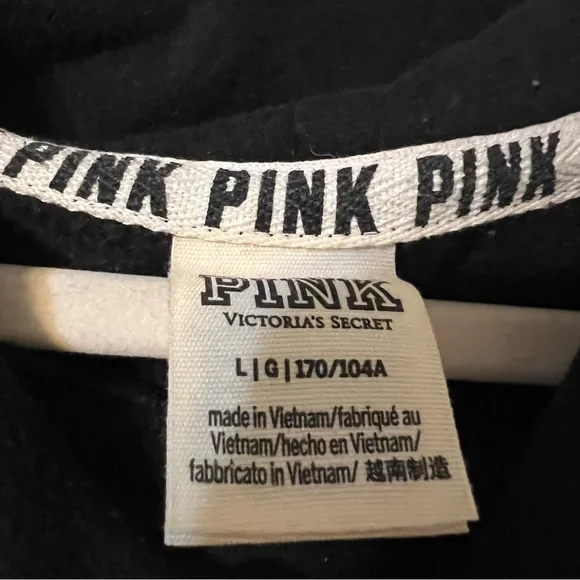 PINK PINK PINK
PINK
VICTORIA'S SECRET
L|G|170/104A
made in Vietnam/fabriqué au
Vietnam/hecho en Vietnam/
fabbricato in Vietnam/ 越南制造